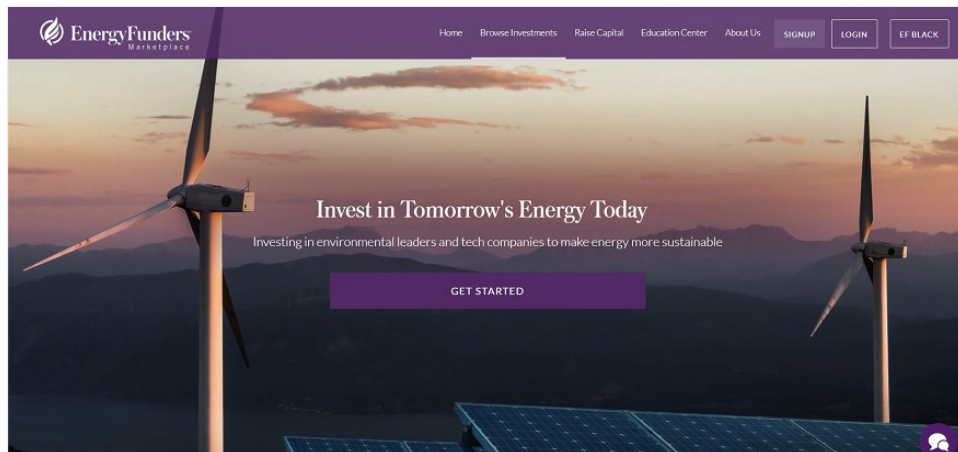 EnergyFunders
Marketplace
Home Browse Investments Raise Capital Education Center About Us SIGNUP LOGIN EF BLACK
Invest in Tomorrow's Energy Today
Investing in environmental leaders and tech companies to make energy more sustainable
GET STARTED